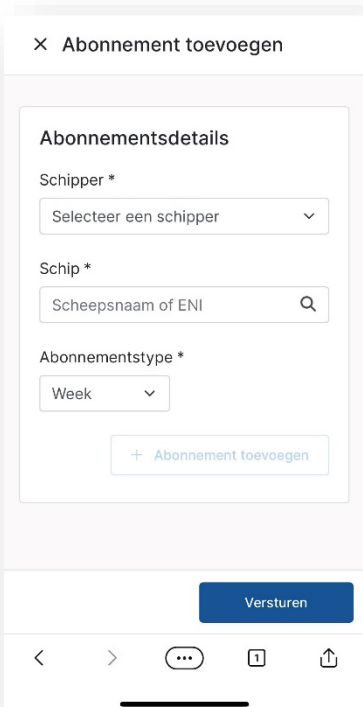 Abonnement toevoegen
Abonnementsdetails
Schipper *
Selecteer een schipper
Schip *
Scheepsnaam of ENI
Abonnementstype *
Week
+ Abonnement toevoegen
Versturen
1